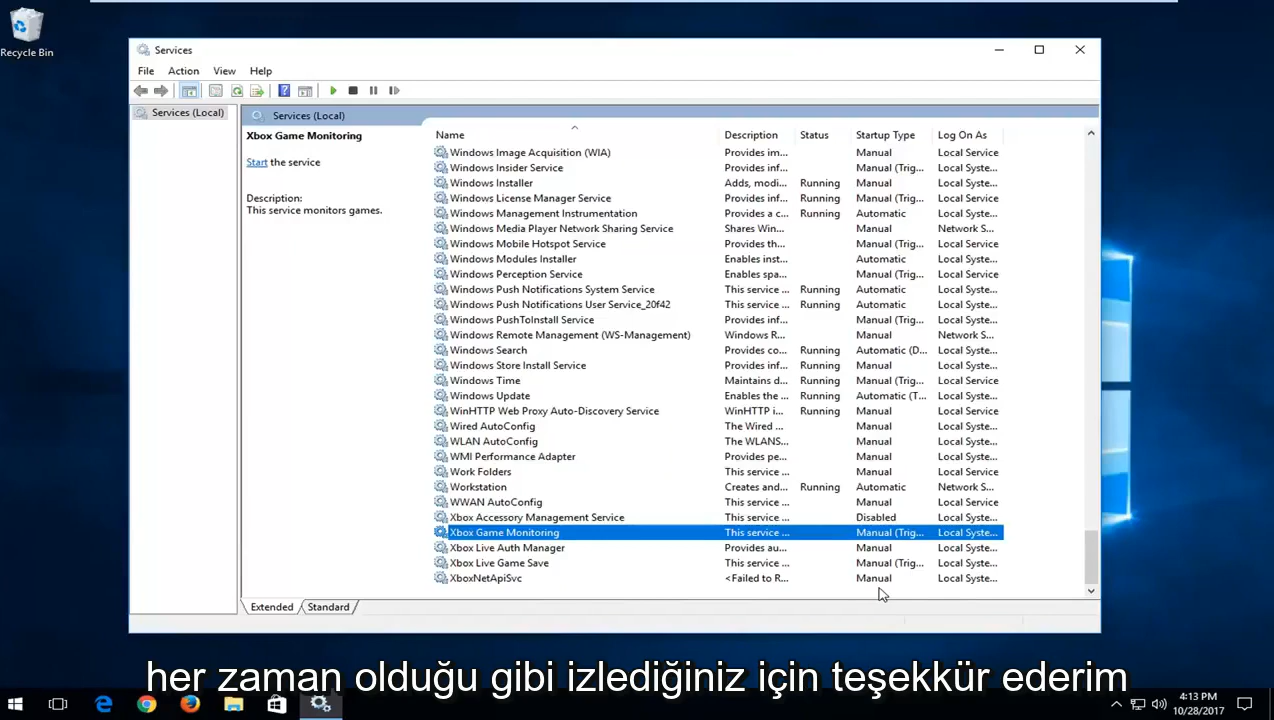 Recycle Bin
Services
File Action View Help
Services (Local)
Services (Local)
Xbox Game Monitoring
Start the service
Description:
This service monitors games.
Name Description Status Startup Type Log On As
Windows Image Acquisition (WIA) Provides im... Manual Local Service
Windows Insider Service Provides inf... Manual (Trig... Local Syste...
Windows Installer Adds, modi... Running Manual Local Syste...
Windows License Manager Service Provides inf... Running Manual (Trig... Local Service
Windows Management Instrumentation Provides a c... Running Automatic Local Syste...
Windows Media Player Network Sharing Service Shares Win... Manual Network S...
Windows Mobile Hotspot Service Provides th... Manual (Trig... Local Service
Windows Modules Installer Enables inst... Automatic Local Syste...
Windows Perception Service Enables spa... Manual (Trig... Local Service
Windows Push Notifications System Service This service ... Running Automatic Local Syste...
Windows Push Notifications User Service_20f42 This service ... Running Automatic Local Syste...
Windows PushToInstall Service Provides inf... Manual (Trig... Local Syste...
Windows Remote Management (WS-Management) Windows R... Manual Network S...
Windows Search Provides co... Running Automatic (D... Local Syste...
Windows Store Install Service Provides inf... Running Manual Local Syste...
Windows Time Maintains d... Running Manual (Trig... Local Service
Windows Update Enables the ... Running Automatic (T... Local Syste...
WinHTTP Web Proxy Auto-Discovery Service WinHTTP i... Running Manual Local Service
Wired AutoConfig The Wired ... Manual Local Syste...
WLAN AutoConfig The WLANS... Manual Local Syste...
WMI Performance Adapter Provides pe... Manual Local Syste...
Work Folders This service ... Manual Local Service
Workstation Creates and... Running Automatic Network S...
WWAN AutoConfig This service ... Manual Local Syste...
Xbox Accessory Management Service This service ... Disabled Local Syste...
Xbox Game Monitoring This service ... Manual (Trig... Local Syste...
Xbox Live Auth Manager Provides au... Manual Local Syste...
Xbox Live Game Save This service ... Manual (Trig... Local Syste...
XboxNetApiSvc <Failed to R... Manual Local Syste...
Extended Standard
her zaman olduğu gibi izlediğiniz için teşekkür ederim
4:13 PM
10/28/2017